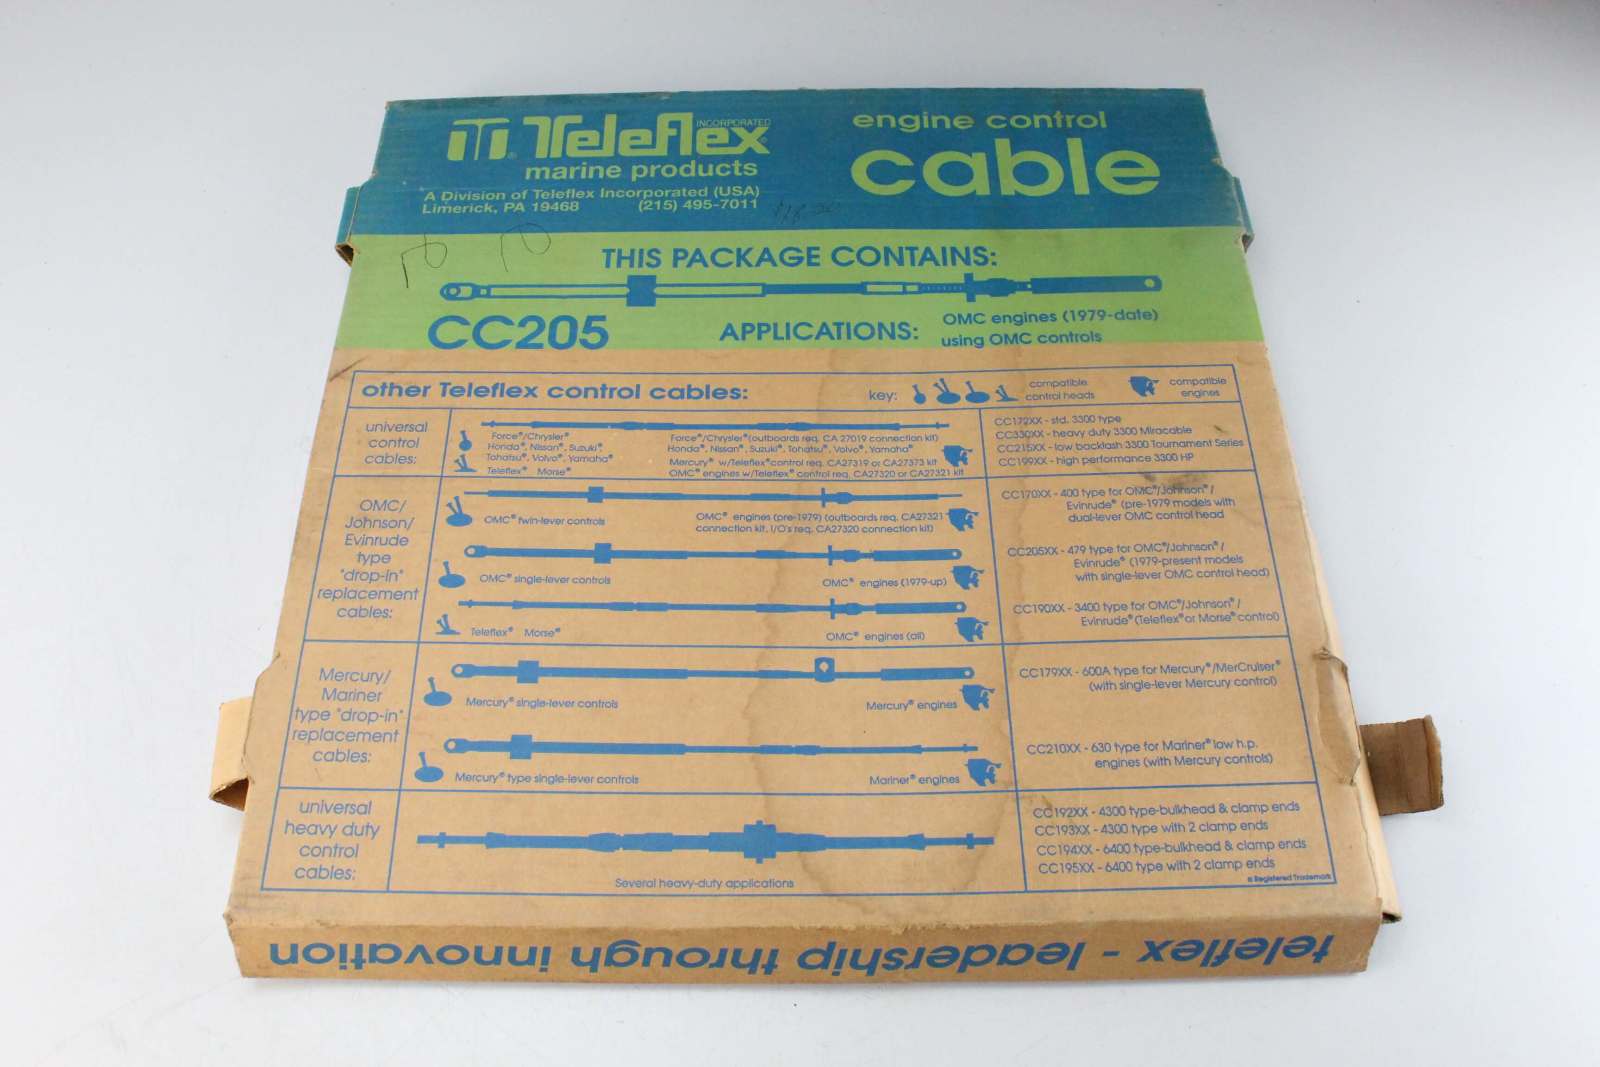 Teleflex INCORPORATED ®
marine products
A Division of Teleflex Incorporated (USA)
Limerick, PA 19468 (215) 495-7011
engine control
cable
THIS PACKAGE CONTAINS:
CC205
APPLICATIONS: OMC engines (1979-date)
using OMC controls
other Teleflex control cables:
key:
compatible
control heads
compatible
engines
universal
control
cables:
Force®/Chrysler®
Honda®, Nissan®, Suzuki®,
Tohatsu®, Volvo®, Yamaha®
Teleflex® Morse®
Force®/Chrysler® (outboards req. CA 27019 connection kit)
Honda®, Nissan®, Suzuki®, Tohatsu®, Volvo®, Yamaha®
Mercury® w/Teleflex® control req. CA27319 or CA27373 kit
OMC® engines w/Teleflex® control req. CA27320 or CA27321 kit
CC172XX - std. 3300 type
CC330XX - heavy duty 3300 Miracable
CC215XX - low backlash 3300 Tournament Series
CC199XX - high performance 3300 HP
OMC/
Johnson/
Evinrude
type
"drop-in"
replacement
cables:
OMC® twin-lever controls
OMC® engines (pre-1979) (outboards req. CA27321
connection kit, I/O's req. CA27320 connection kit)
CC170XX - 400 type for OMC®/Johnson®/
Evinrude® (pre-1979 models with
dual-lever OMC control head
OMC® single-lever controls
OMC® engines (1979-up)
CC205XX - 479 type for OMC®/Johnson®/
Evinrude® (1979-present models
with single-lever OMC control head)
Teleflex® Morse®
OMC® engines (all)
CC190XX - 3400 type for OMC®/Johnson®/
Evinrude® (Teleflex® or Morse® control)
Mercury/
Mariner
type "drop-in"
replacement
cables:
Mercury® single-lever controls
Mercury® engines
CC179XX - 600A type for Mercury®/MerCruiser®
(with single-lever Mercury control)
Mercury® type single-lever controls
Mariner® engines
CC210XX - 630 type for Mariner® low h.p.
engines (with Mercury controls)
universal
heavy duty
control
cables:
Several heavy-duty applications
CC192XX - 4300 type-bulkhead & clamp ends
CC193XX - 4300 type with 2 clamp ends
CC194XX - 6400 type-bulkhead & clamp ends
CC195XX - 6400 type with 2 clamp ends
® Registered Trademark
teleflex - leadership through innovation